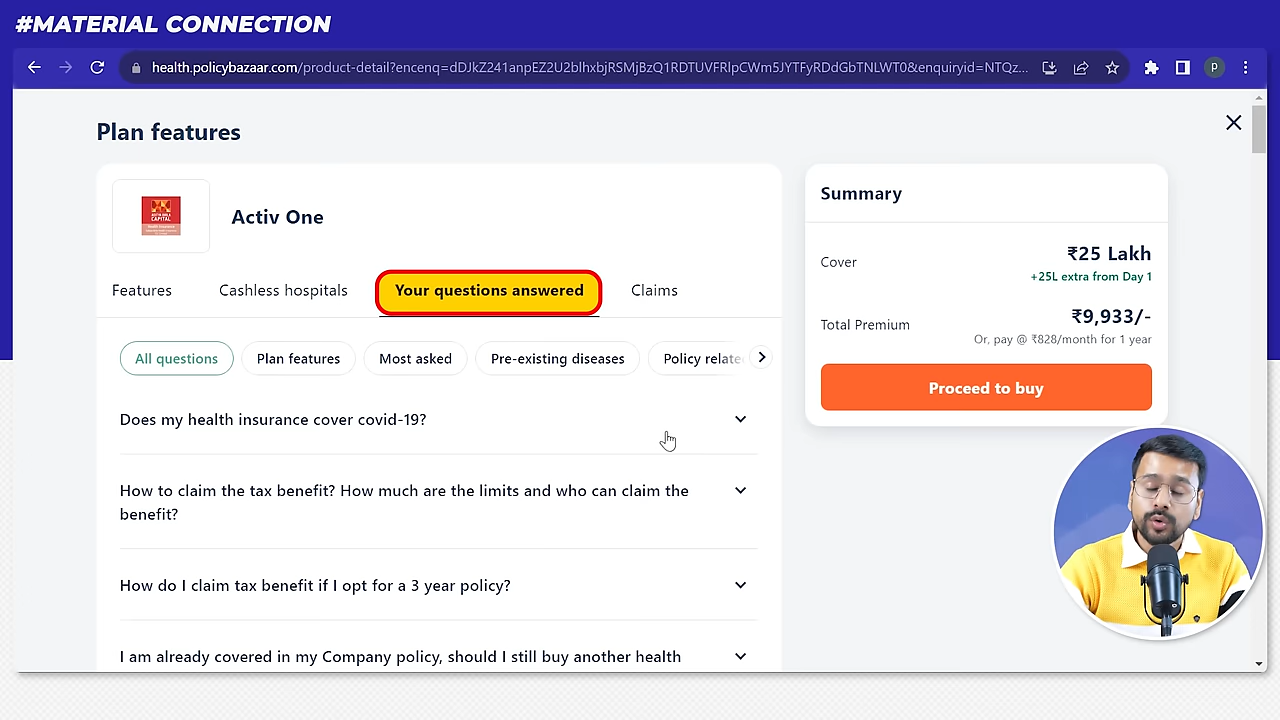 #MATERIAL CONNECTION
health.policybazaar.com/product-detail?encenq=dDJkZ241anpEZ2U2blhxbjRSMjBzQ1RDTUVFRlpCWm5JYTFyRDdGbTNLWT0&enquiryid=NTQz...
P
Plan features
Activ One
Features Cashless hospitals Your questions answered Claims
All questions Plan features Most asked Pre-existing diseases Policy relate
Does my health insurance cover covid-19?
How to claim the tax benefit? How much are the limits and who can claim the
benefit?
How do I claim tax benefit if I opt for a 3 year policy?
I am already covered in my Company policy, should I still buy another health
Summary
Cover ₹25 Lakh
+25L extra from Day 1
Total Premium ₹9,933/-
Or, pay @ ₹828/month for 1 year
Proceed to buy